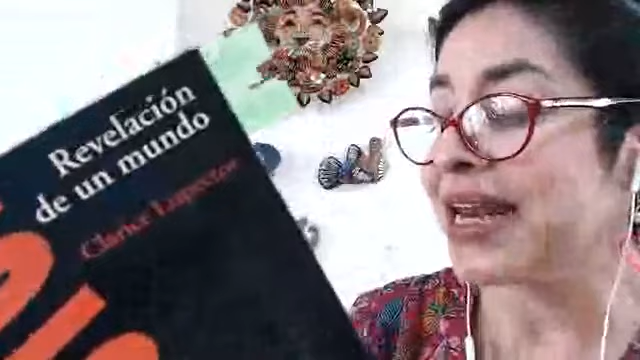 Revelación
de un mundo
Clarice Lispector